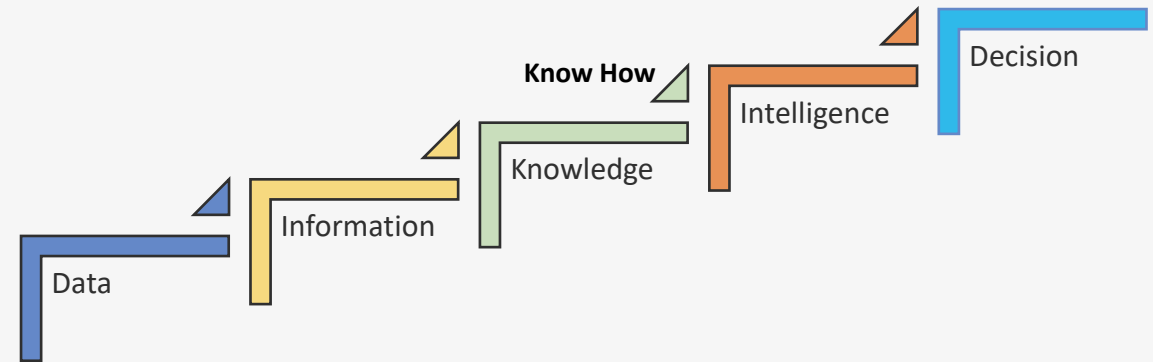 Data
Information
Knowledge
Know How
Intelligence
Decision